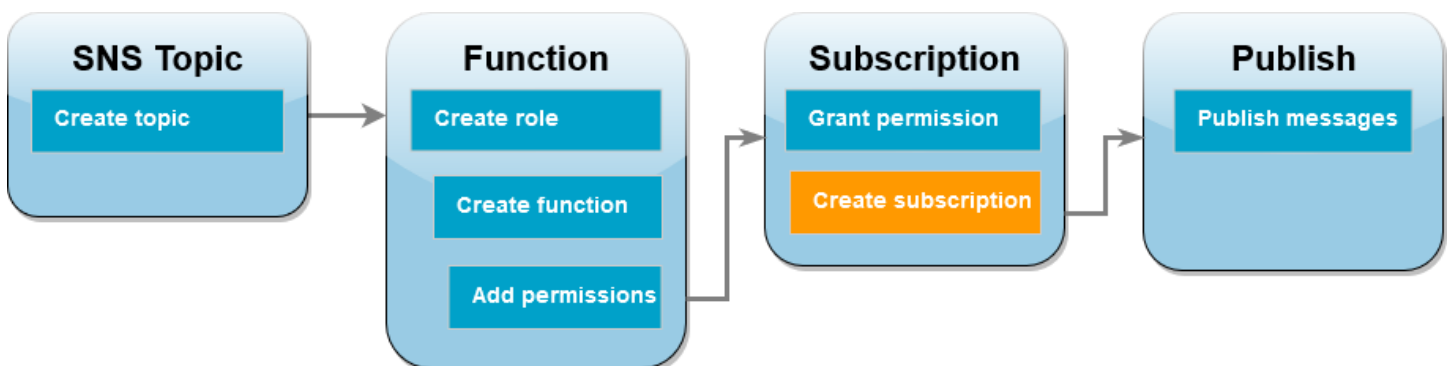 SNS Topic
Create topic
Function
Create role
Create function
Add permissions
Subscription
Grant permission
Create subscription
Publish
Publish messages